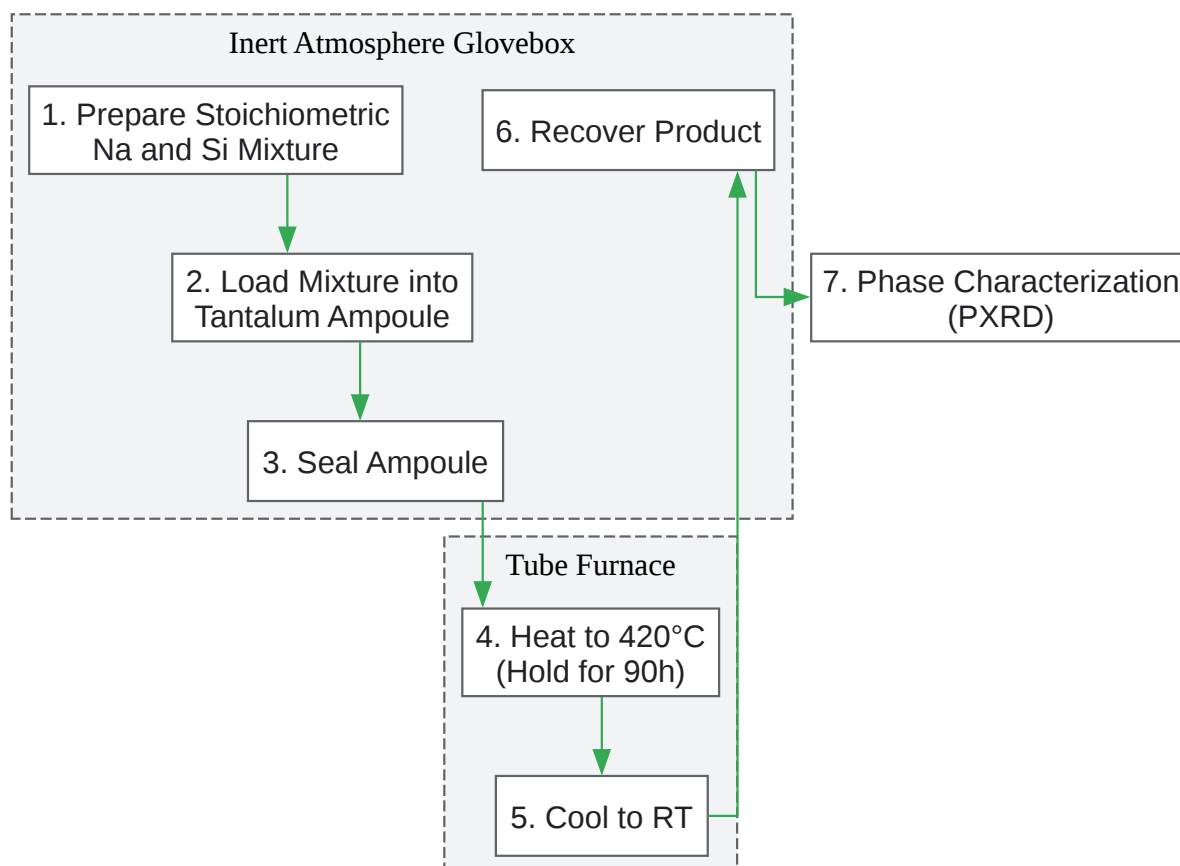 Inert Atmosphere Glovebox
1. Prepare Stoichiometric
Na and Si Mixture
2. Load Mixture into
Tantalum Ampoule
3. Seal Ampoule
Tube Furnace
4. Heat to 420°C
(Hold for 90h)
5. Cool to RT
6. Recover Product
7. Phase Characterization
(PXRD)